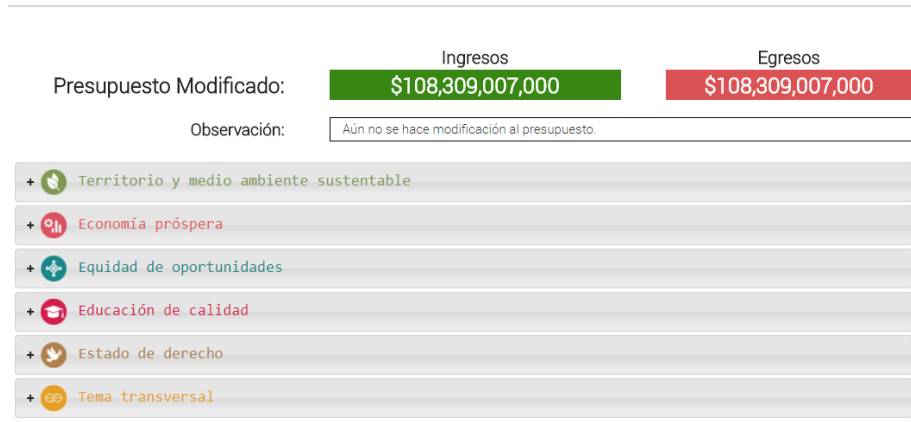 Ingresos Egresos
Presupuesto Modificado: $108,309,007,000 $108,309,007,000
Observación: Aún no se hace modificación al presupuesto.
+ Territorio y medio ambiente sustentable
+ Economía próspera
+ Equidad de oportunidades
+ Educación de calidad
+ Estado de derecho
+ Tema transversal